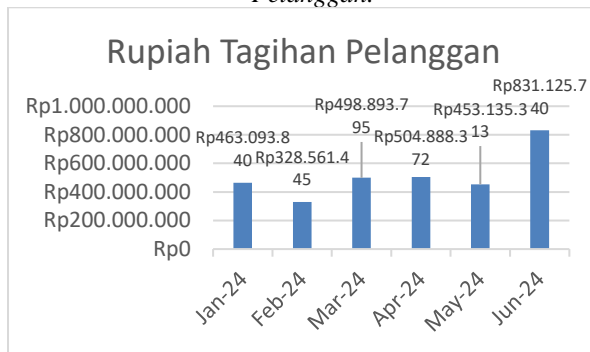 Pelanggan.
Rupiah Tagihan Pelanggan
Rp1.000.000.000
Rp800.000.000
Rp600.000.000
Rp400.000.000
Rp200.000.000
Rp0
Rp463.093.8
40
Rp328.561.4
45
Rp498.893.7
95
Rp504.888.3
72
Rp453.135.3
13
Rp831.125.7
40
Jan-24
Feb-24
Mar-24
Apr-24
May-24
Jun-24